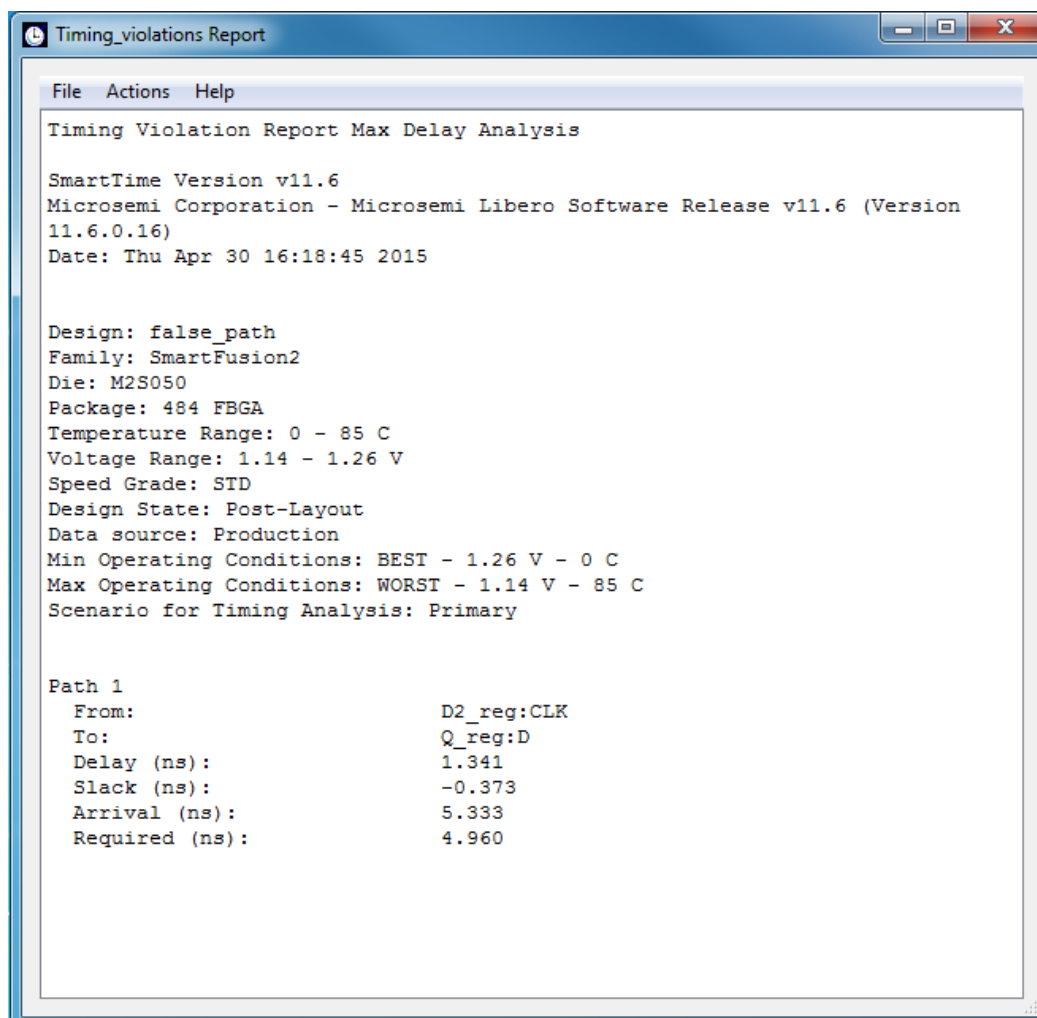 Timing_violations Report
File Actions Help
Timing Violation Report Max Delay Analysis
SmartTime Version v11.6
Microsemi Corporation - Microsemi Libero Software Release v11.6 (Version
11.6.0.16)
Date: Thu Apr 30 16:18:45 2015
Design: false_path
Family: SmartFusion2
Die: M2S050
Package: 484 FBGA
Temperature Range: 0 - 85 C
Voltage Range: 1.14 - 1.26 V
Speed Grade: STD
Design State: Post-Layout
Data source: Production
Min Operating Conditions: BEST - 1.26 V - 0 C
Max Operating Conditions: WORST - 1.14 V - 85 C
Scenario for Timing Analysis: Primary
Path 1
From: D2_reg:CLK
To: Q_reg:D
Delay (ns): 1.341
Slack (ns): -0.373
Arrival (ns): 5.333
Required (ns): 4.960